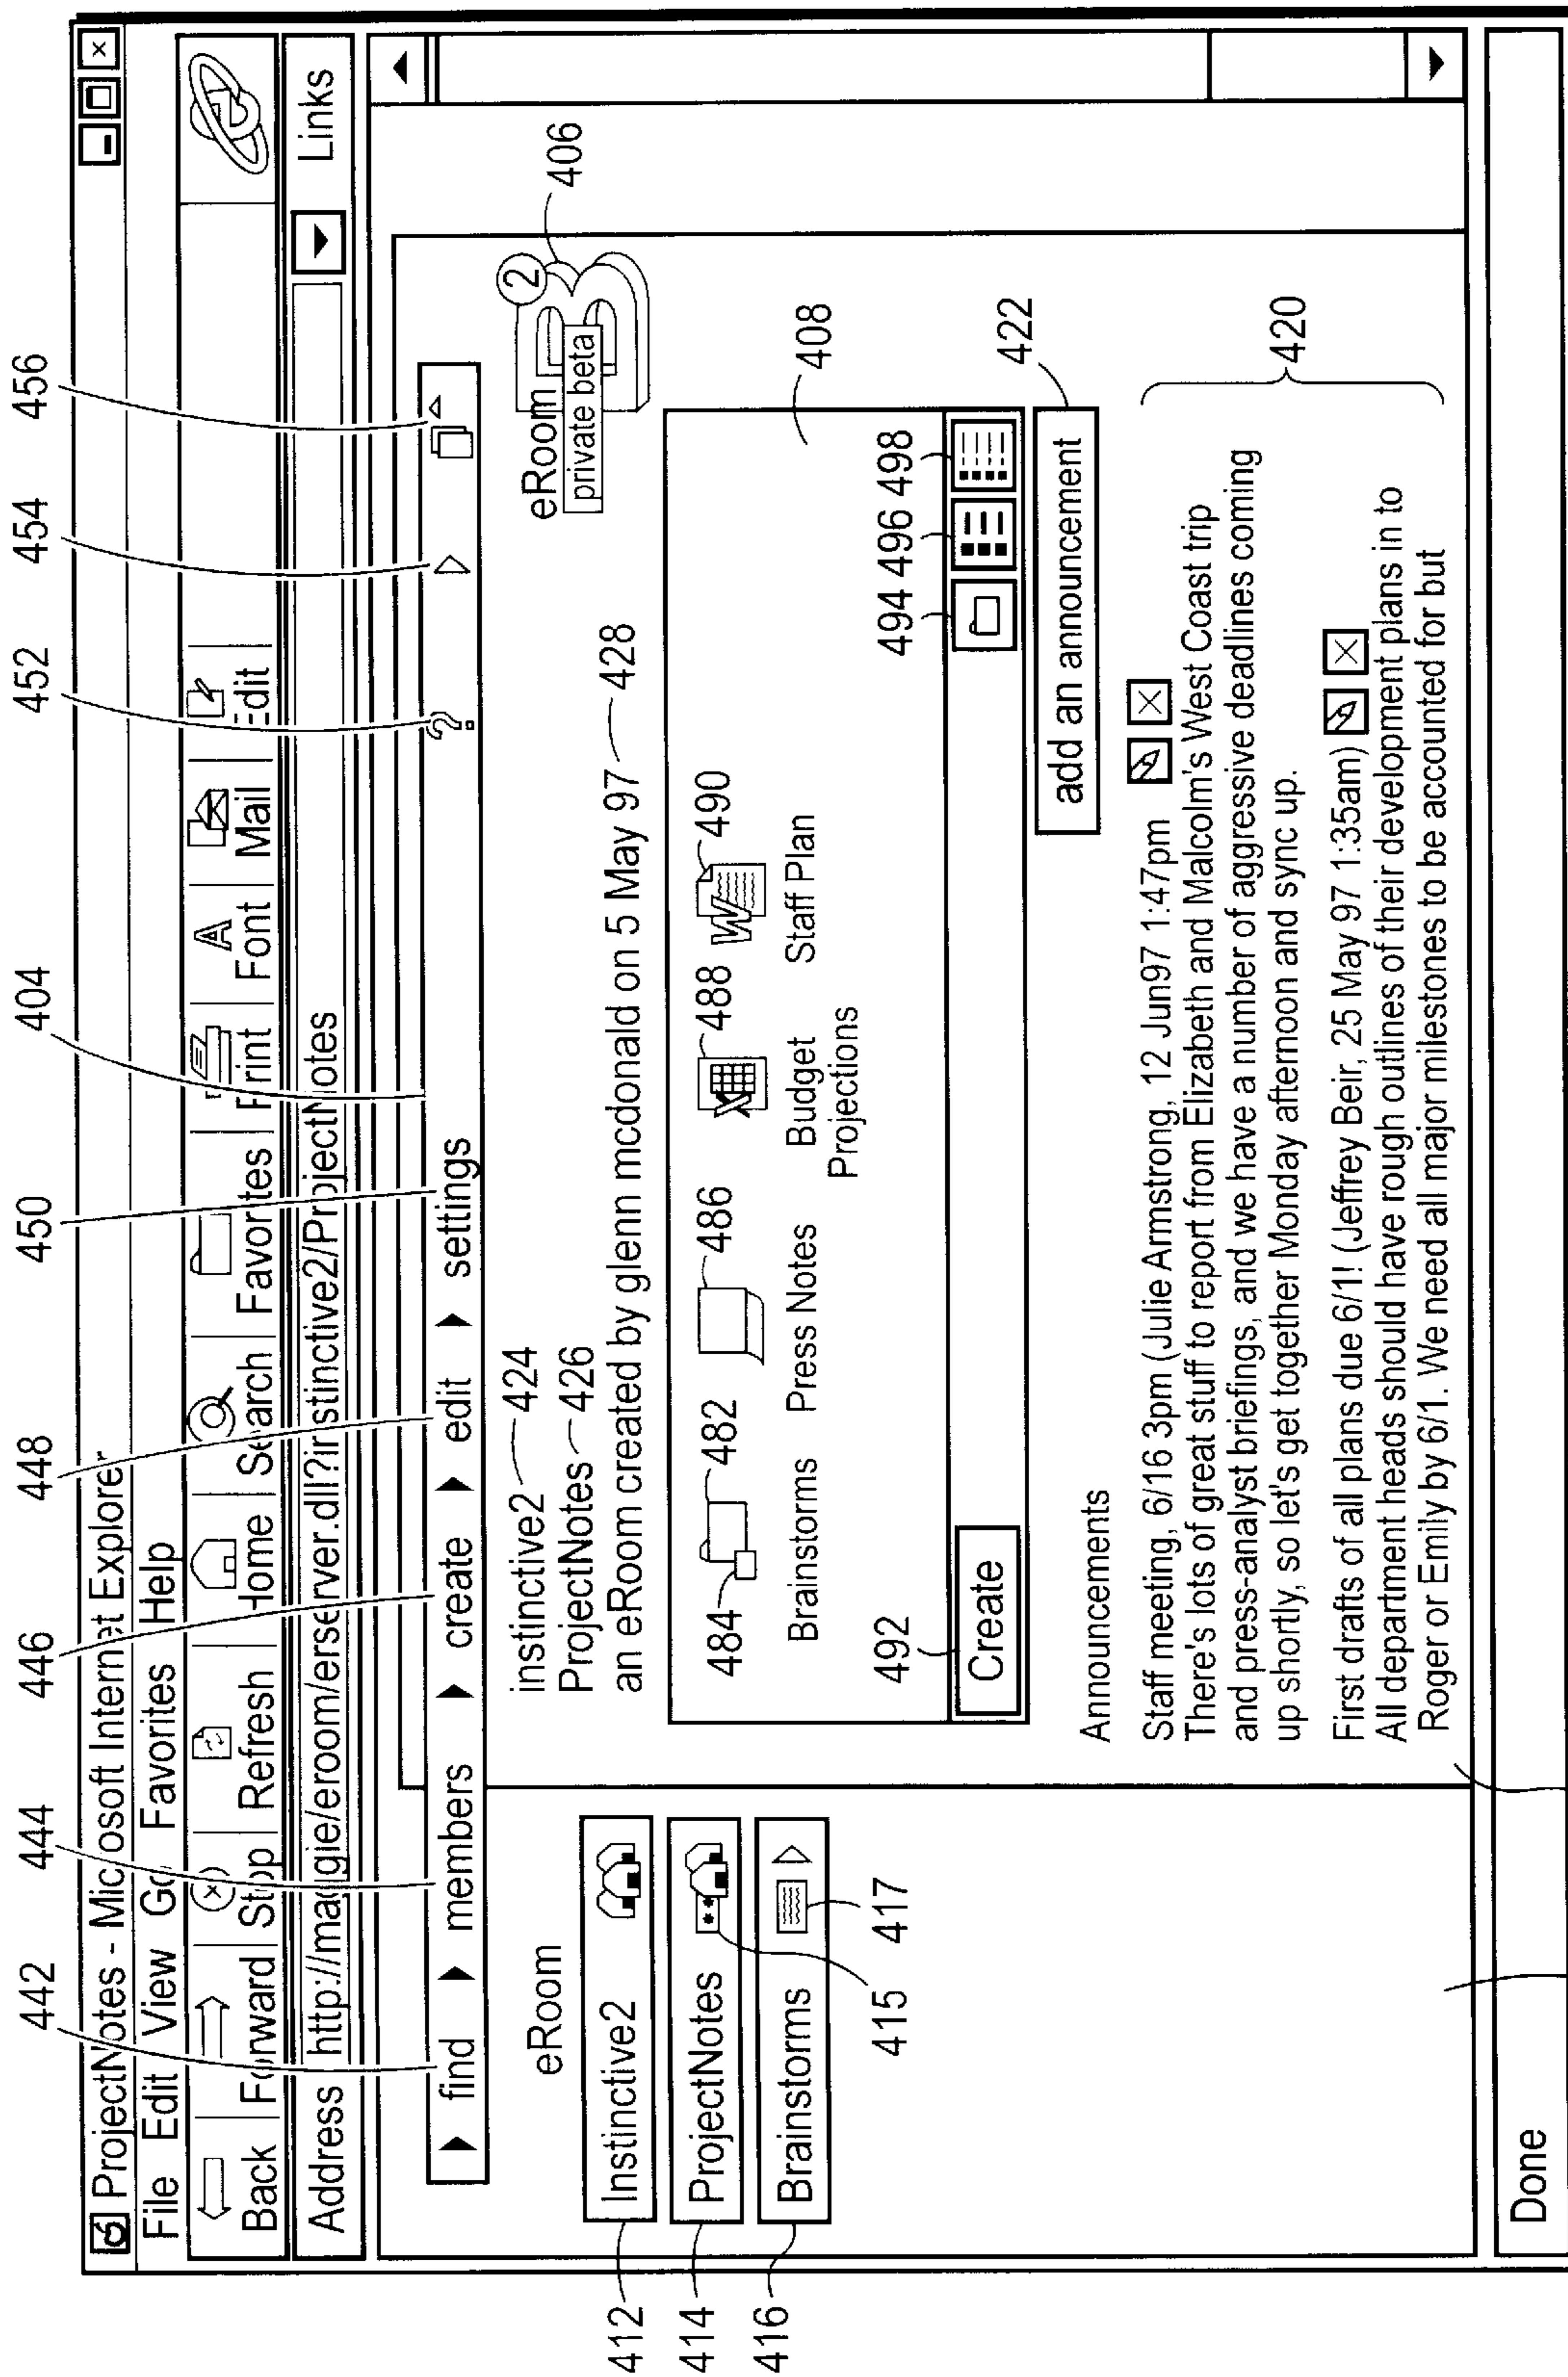 442 444 446 448 450 404 452 454 456
ProjectNotes - Microsoft Internet Explorer
File Edit View Go Favorites Help
Back Forward Stop Refresh Home Search Favorites Print Font Mail Edit
Address http://maggie/eroom/erserver.dll?instinctive2/ProjectNotes Links
find members create edit settings ?
eRoom
412 Instinctive2
414 ProjectNotes
415
416 Brainstorms
417
instinctive2 424
ProjectNotes 426
an eRoom created by glenn mcdonald on 5 May 97 428
eRoom
private beta
2
406
484 482 486 488 490
W
Brainstorms Press Notes Budget Staff Plan
Projections
408
492 494 496 498
Create
add an announcement
422
Announcements
Staff meeting, 6/16 3pm (Julie Armstrong, 12 Jun97 1:47pm
There's lots of great stuff to report from Elizabeth and Malcolm's West Coast trip
and press-analyst briefings, and we have a number of aggressive deadlines coming
up shortly, so let's get together Monday afternoon and sync up.
420
First drafts of all plans due 6/1! (Jeffrey Beir, 25 May 97 1:35am)
All department heads should have rough outlines of their development plans in to
Roger or Emily by 6/1. We need all major milestones to be accounted for but
Done